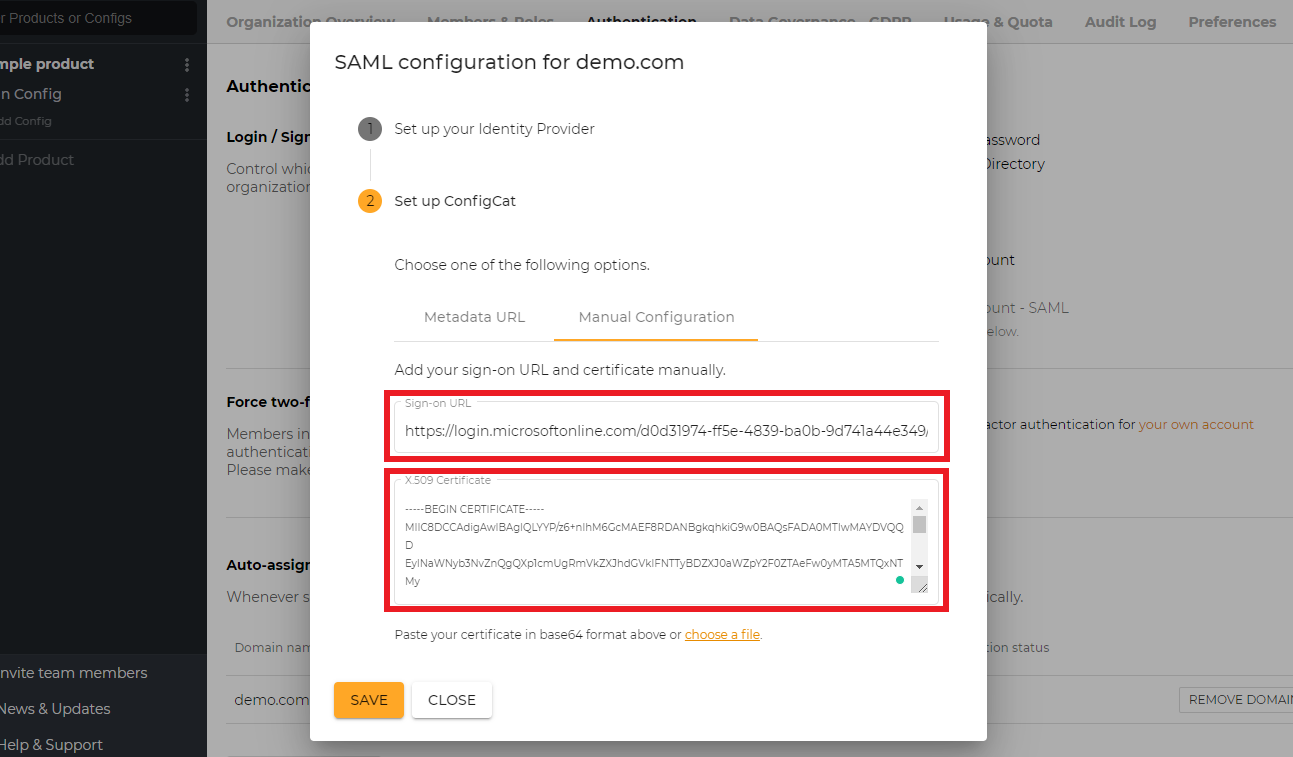 r Products or Configs
Organization Overview Members & Roles Authentication Data Governance - GDPR Usage & Quota Audit Log Preferences
mple product
n Config
dd Config
dd Product
nvite team members
News & Updates
Help & Support
Authentic
Login / Sign
Control whic
organization
assword
Directory
ount
ount - SAML
elow.
Force two-f
Members in
authenticati
Please make
actor authentication for your own account
Auto-assign
Whenever s
ically.
Domain nam
ion status
demo.com
REMOVE DOMAIN
SAML configuration for demo.com
1 Set up your Identity Provider
2 Set up ConfigCat
Choose one of the following options.
Metadata URL Manual Configuration
Add your sign-on URL and certificate manually.
Sign-on URL
https://login.microsoftonline.com/d0d31974-ff5e-4839-ba0b-9d741a44e349/
X.509 Certificate
-----BEGIN CERTIFICATE-----
MIIC8DCCAdigAwIBAgIQLYYP/z6+nIhM6GcMAEF8RDANBgkqhkiG9w0BAQsFADA0MTIwMAYDVQQ
D
EylNaWNyb3NvZnQgQXp1cmUgRmVkZXJhdGVkIFNTTyBDZXJ0aWZpY2F0ZTAeFw0yMTA5MTQxNT
My
Paste your certificate in base64 format above or choose a file.
SAVE CLOSE